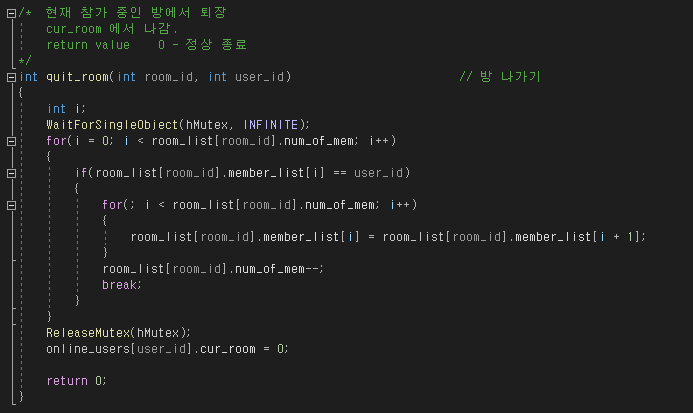 /* 현재 참가 중인 방에서 퇴장
cur_room 에서 나감.
return value 0 - 정상 종료
*/
int quit_room(int room_id, int user_id) // 방 나가기
{
int i;
WaitForSingleObject(hMutex, INFINITE);
for(i = 0; i < room_list[room_id].num_of_mem; i++)
{
if(room_list[room_id].member_list[i] == user_id)
{
for(; i < room_list[room_id].num_of_mem; i++)
{
room_list[room_id].member_list[i] = room_list[room_id].member_list[i + 1];
}
room_list[room_id].num_of_mem--;
break;
}
}
ReleaseMutex(hMutex);
online_users[user_id].cur_room = 0;
return 0;
}